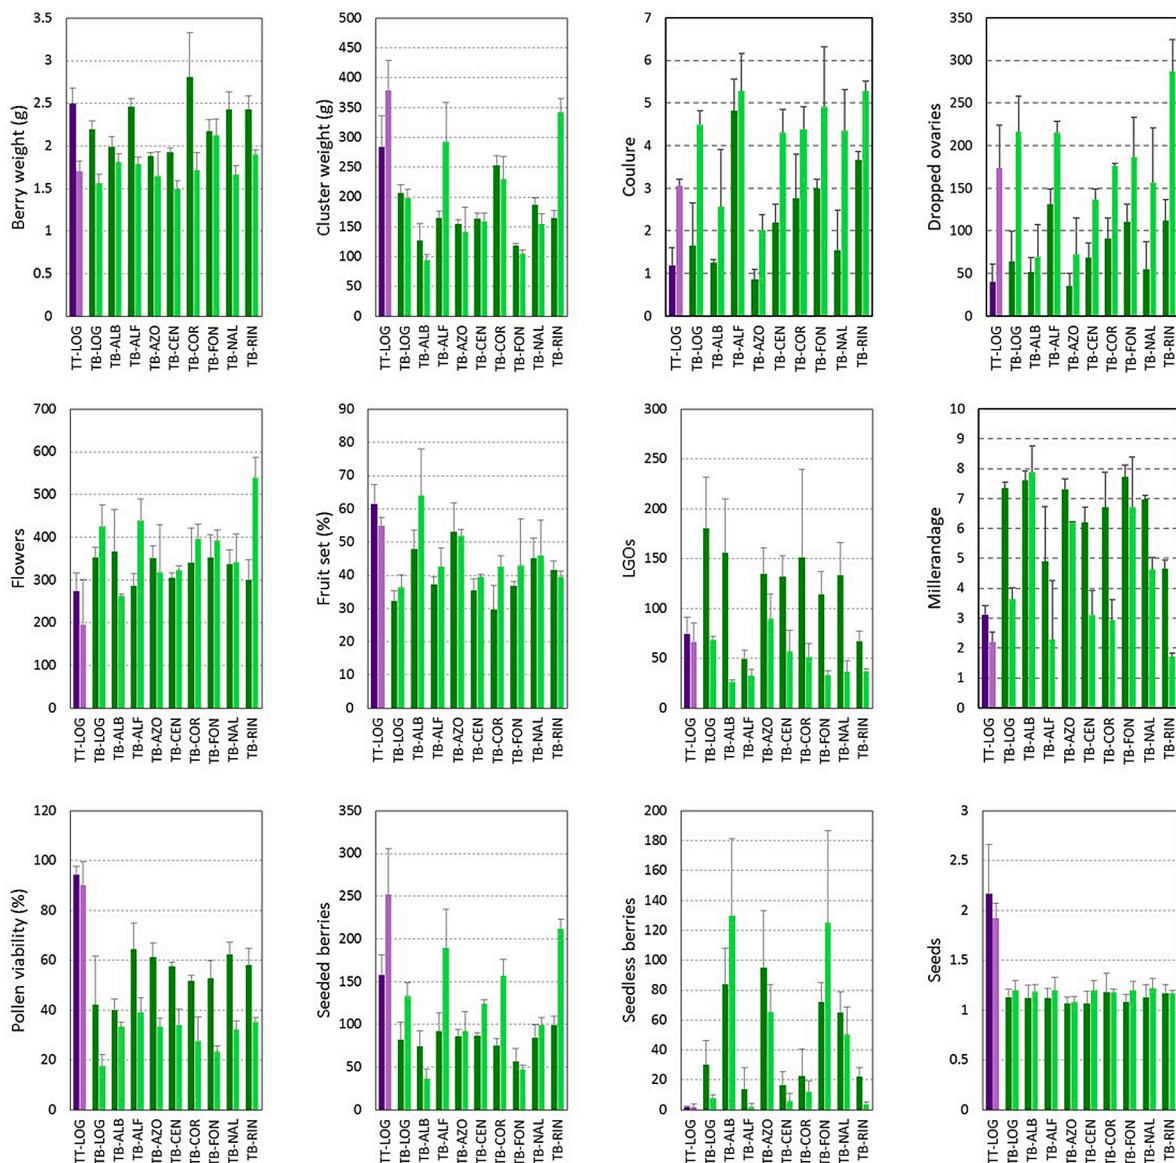 Berry weight (g)
3.5
3
2.5
2
1.5
1
0.5
0
TT-LOG
TB-LOG
TB-ALB
TB-ALF
TB-AZO
TB-CEN
TB-COR
TB-FON
TB-NAL
TB-RIN
Cluster weight (g)
500
450
400
350
300
250
200
150
100
50
0
TT-LOG
TB-LOG
TB-ALB
TB-ALF
TB-AZO
TB-CEN
TB-COR
TB-FON
TB-NAL
TB-RIN
Coulure
7
6
5
4
3
2
1
0
TT-LOG
TB-LOG
TB-ALB
TB-ALF
TB-AZO
TB-CEN
TB-COR
TB-FON
TB-NAL
TB-RIN
Dropped ovaries
350
300
250
200
150
100
50
0
TT-LOG
TB-LOG
TB-ALB
TB-ALF
TB-AZO
TB-CEN
TB-COR
TB-FON
TB-NAL
TB-RIN
Flowers
700
600
500
400
300
200
100
0
TT-LOG
TB-LOG
TB-ALB
TB-ALF
TB-AZO
TB-CEN
TB-COR
TB-FON
TB-NAL
TB-RIN
Fruit set (%)
90
80
70
60
50
40
30
20
10
0
TT-LOG
TB-LOG
TB-ALB
TB-ALF
TB-AZO
TB-CEN
TB-COR
TB-FON
TB-NAL
TB-RIN
LGOs
300
250
200
150
100
50
0
TT-LOG
TB-LOG
TB-ALB
TB-ALF
TB-AZO
TB-CEN
TB-COR
TB-FON
TB-NAL
TB-RIN
Millerandage
10
9
8
7
6
5
4
3
2
1
0
TT-LOG
TB-LOG
TB-ALB
TB-ALF
TB-AZO
TB-CEN
TB-COR
TB-FON
TB-NAL
TB-RIN
Pollen viability (%)
120
100
80
60
40
20
0
TT-LOG
TB-LOG
TB-ALB
TB-ALF
TB-AZO
TB-CEN
TB-COR
TB-FON
TB-NAL
TB-RIN
Seeded berries
350
300
250
200
150
100
50
0
TT-LOG
TB-LOG
TB-ALB
TB-ALF
TB-AZO
TB-CEN
TB-COR
TB-FON
TB-NAL
TB-RIN
Seedless berries
200
180
160
140
120
100
80
60
40
20
0
TT-LOG
TB-LOG
TB-ALB
TB-ALF
TB-AZO
TB-CEN
TB-COR
TB-FON
TB-NAL
TB-RIN
Seeds
3
2.5
2
1.5
1
0.5
0
TT-LOG
TB-LOG
TB-ALB
TB-ALF
TB-AZO
TB-CEN
TB-COR
TB-FON
TB-NAL
TB-RIN